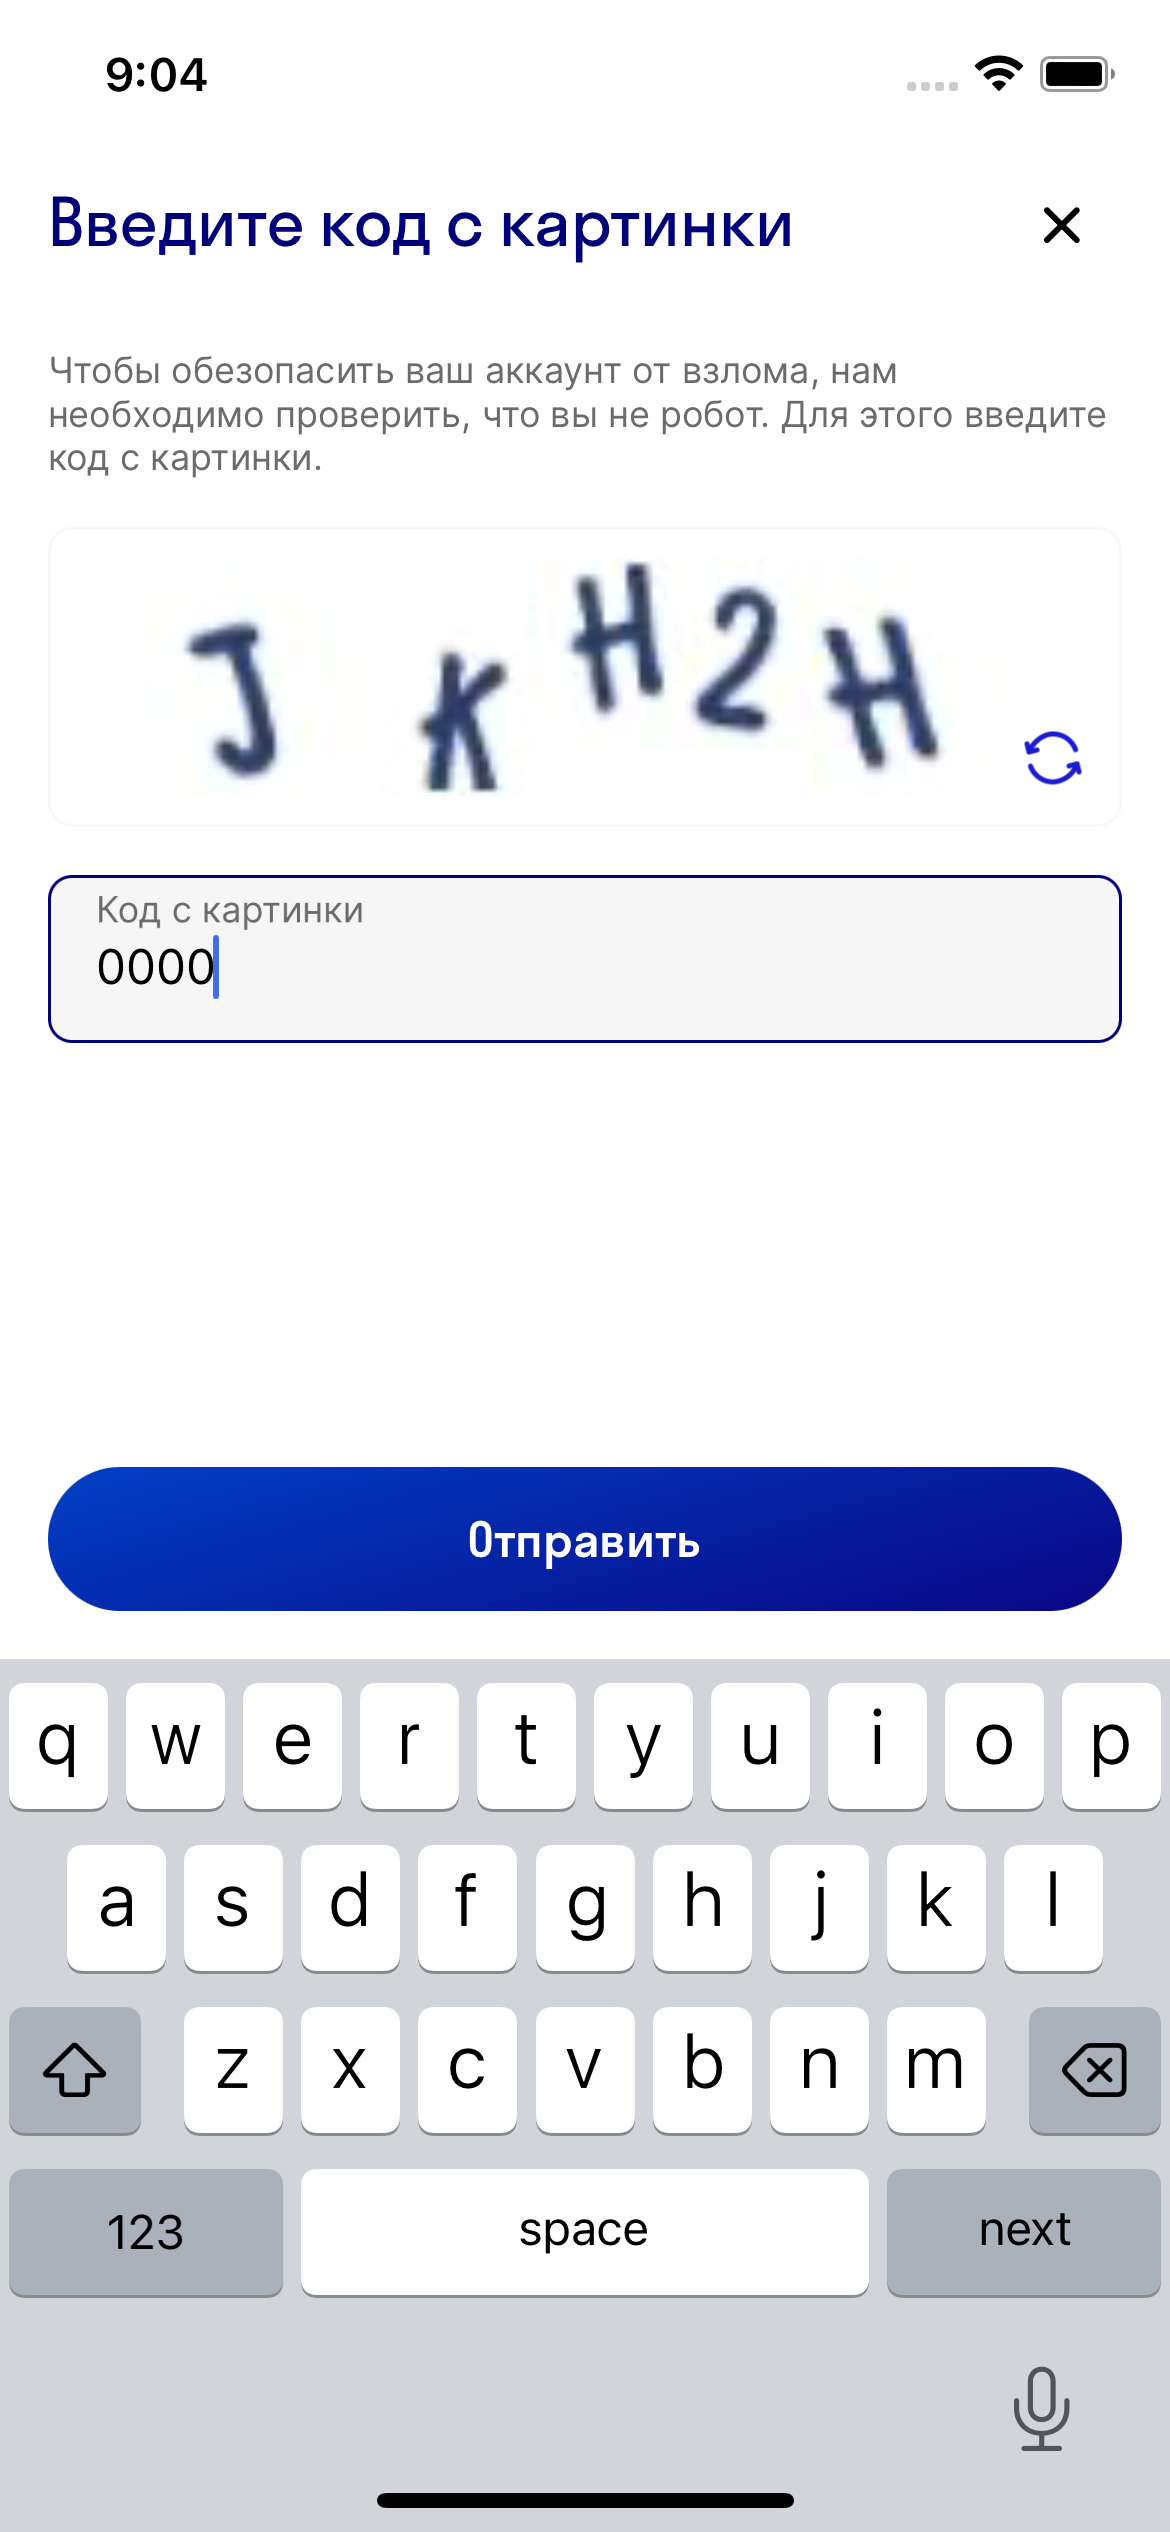 9:04
Введите код с картинки
Чтобы обезопасить ваш аккаунт от взлома, нам
необходимо проверить, что вы не робот. Для этого введите
код с картинки.
J K H 2 H
Код с картинки
0000
Отправить
q w e r t y u i o p
a s d f g h j k l
z x c v b n m
123 space next